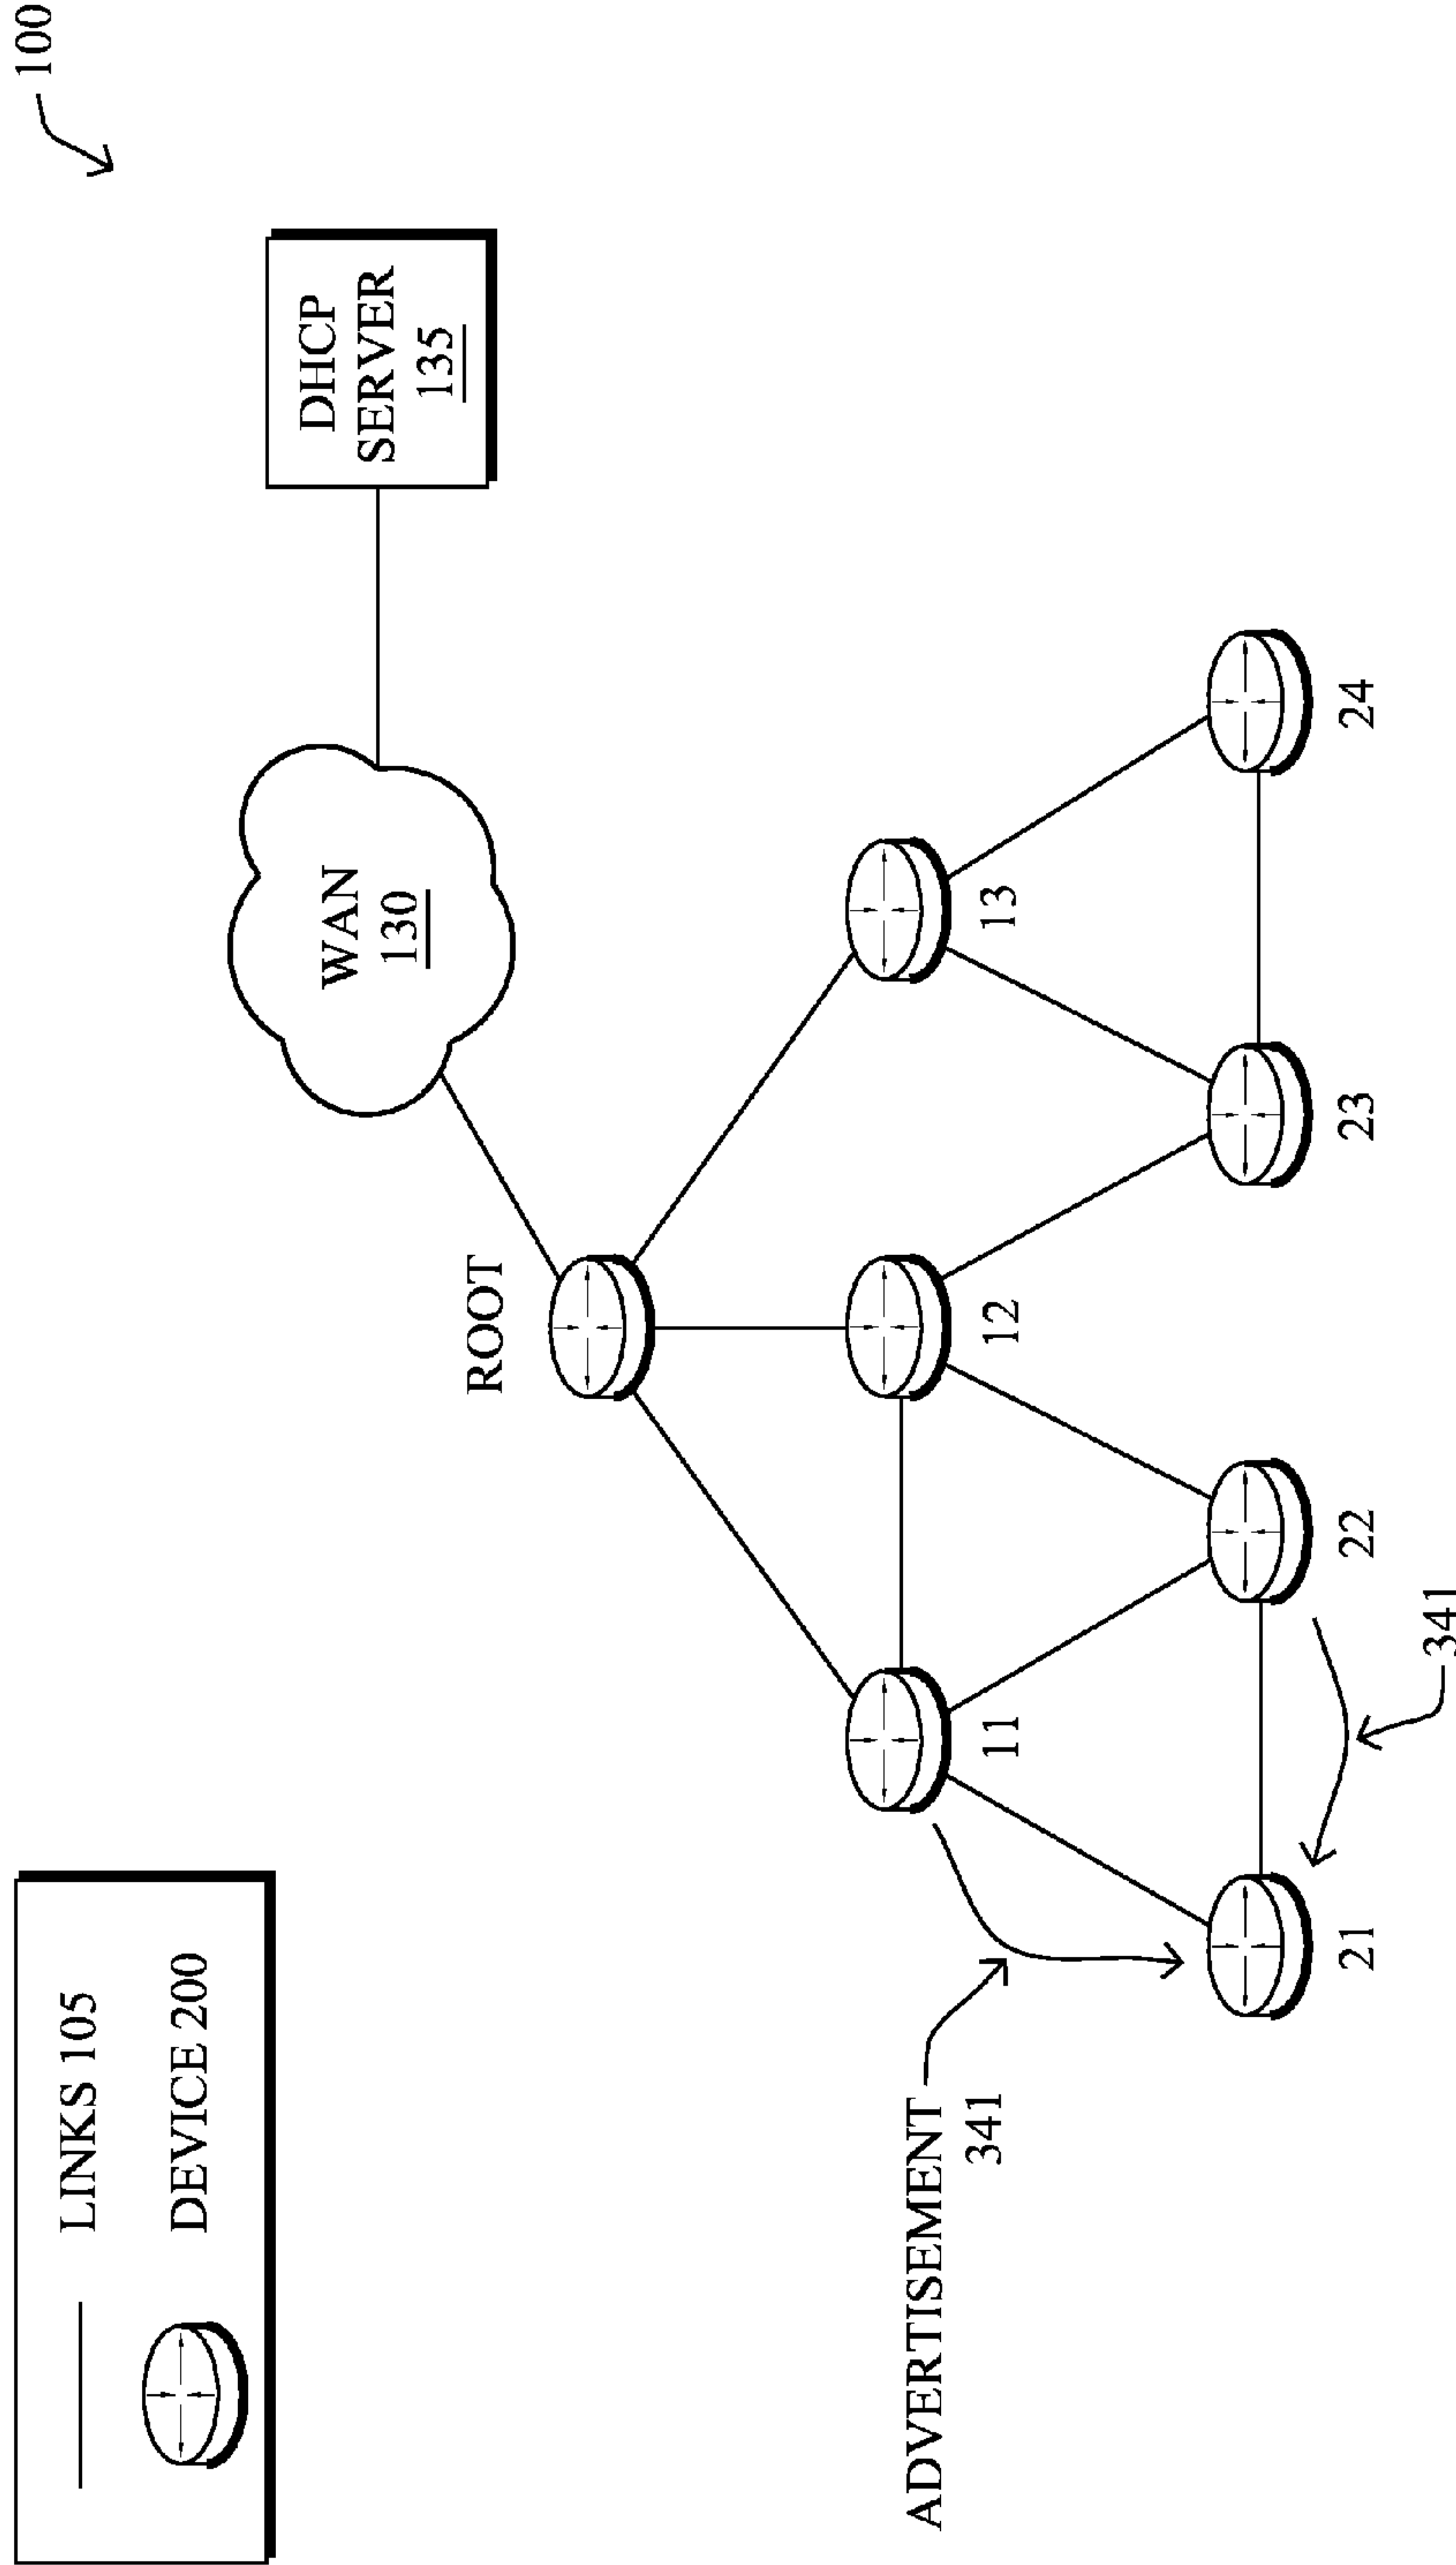 100
LINKS 105
DEVICE 200
DHCP
SERVER
135
WAN
130
ROOT
11
12
13
ADVERTISEMENT
341
21
22
23
24
341